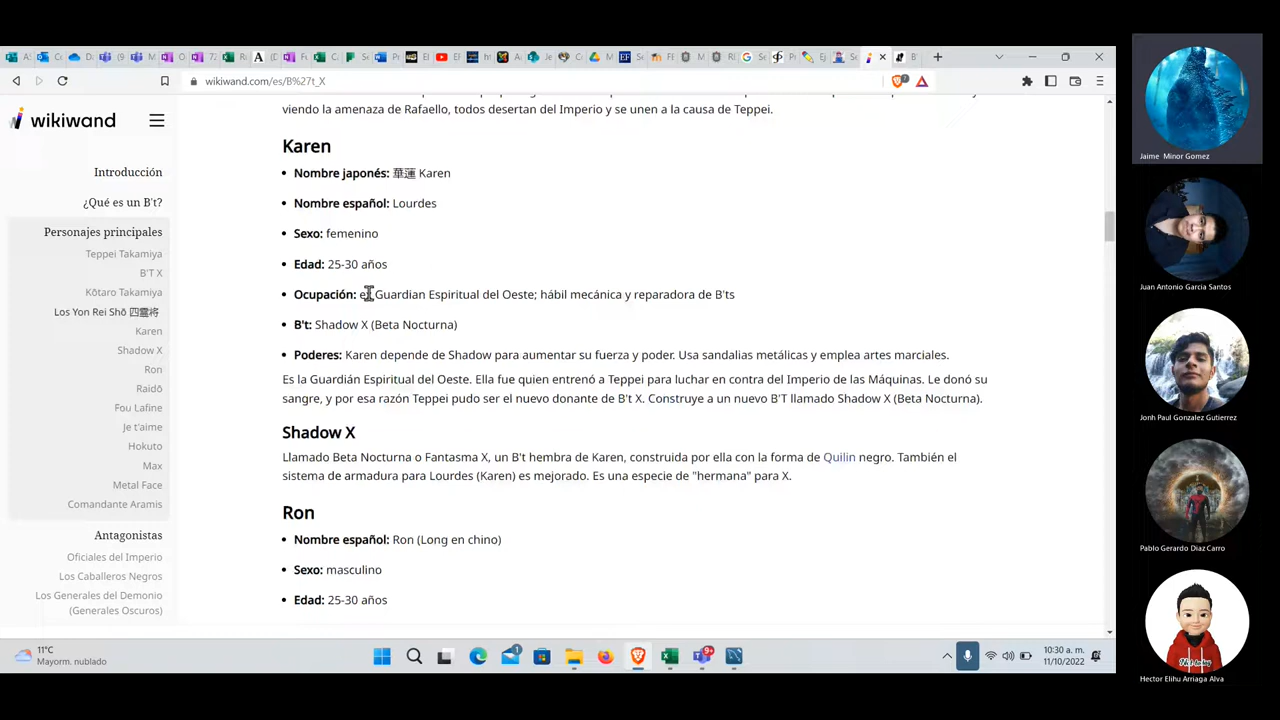 wikiwand.com/es/B%27t_X
wikiwand
Introducción
¿Qué es un B't?
Personajes principales
Teppei Takamiya
B'T X
Kōtaro Takamiya
Los Yon Rei Shō 四靈将
Karen
Shadow X
Ron
Raidō
Fou Lafine
Je t'aime
Hokuto
Max
Metal Face
Comandante Aramis
Antagonistas
Oficiales del Imperio
Los Caballeros Negros
Los Generales del Demonio
(Generales Oscuros)
viendo la amenaza de Rafaello, todos desertan del Imperio y se unen a la causa de Teppei.
Karen
Nombre japonés: 華蓮 Karen
Nombre español: Lourdes
Sexo: femenino
Edad: 25-30 años
Ocupación: Guardian Espiritual del Oeste; hábil mecánica y reparadora de B'ts
B't: Shadow X (Beta Nocturna)
Poderes: Karen depende de Shadow para aumentar su fuerza y poder. Usa sandalias metálicas y emplea artes marciales.
Es la Guardián Espiritual del Oeste. Ella fue quien entrenó a Teppei para luchar en contra del Imperio de las Máquinas. Le donó su
sangre, y por esa razón Teppei pudo ser el nuevo donante de B't X. Construye a un nuevo B'T llamado Shadow X (Beta Nocturna).
Shadow X
Llamado Beta Nocturna o Fantasma X, un B't hembra de Karen, construida por ella con la forma de Quilin negro. También el
sistema de armadura para Lourdes (Karen) es mejorado. Es una especie de "hermana" para X.
Ron
Nombre español: Ron (Long en chino)
Sexo: masculino
Edad: 25-30 años
11°C
Mayorm. nublado
10:30 a. m.
11/10/2022
Jaime Minor Gomez
Juan Antonio Garcia Santos
Jonh Paul Gonzalez Gutierrez
Pablo Gerardo Diaz Carro
Hector Elihu Arriaga Alva